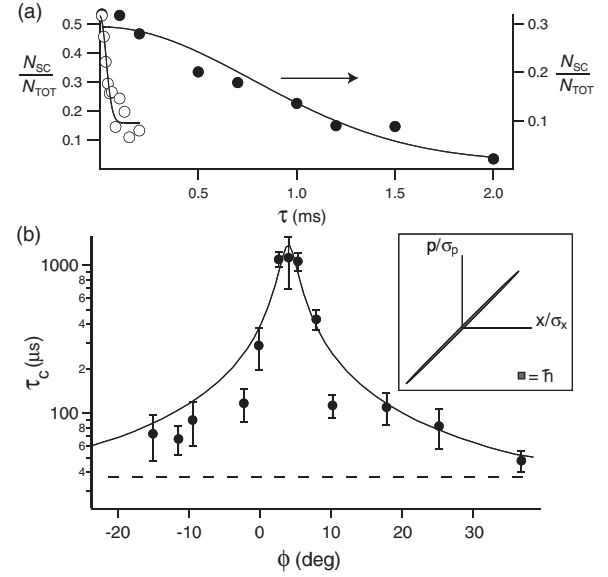 (a)
0.5
0.4
0.3
0.2
0.1
N_SC
N_TOT
0.3
0.2
0.1
N_SC
N_TOT
0.5
1.0
1.5
2.0
τ (ms)
(b)
1000
8
6
4
2
100
8
6
4
τ_c (μs)
p/σ_p
x/σ_x
= ħ
-20
-10
0
10
20
30
ϕ (deg)